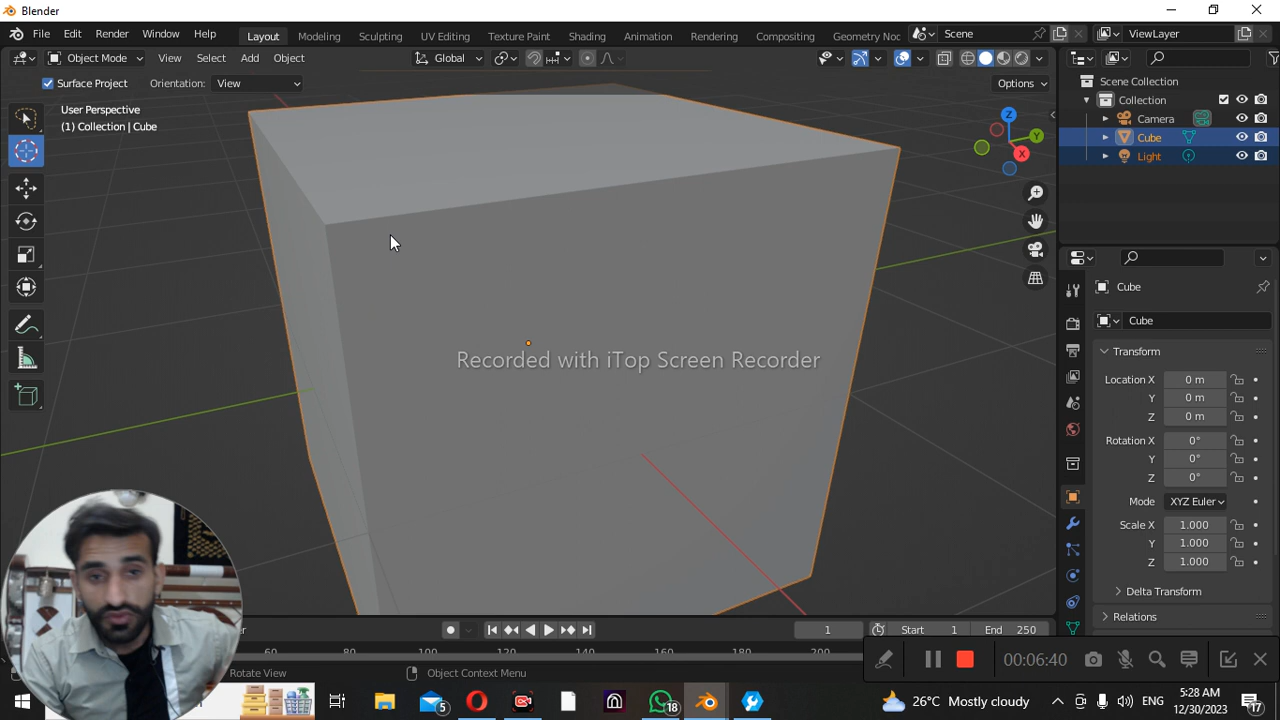 Blender
File Edit Render Window Help
Layout Modeling Sculpting UV Editing Texture Paint Shading Animation Rendering Compositing Geometry Noc
Scene
ViewLayer
Object Mode View Select Add Object
Global
Surface Project Orientation: View
Options
User Perspective
(1) Collection | Cube
Z
Y
X
Scene Collection
Collection
Camera
Cube
Light
Cube
Cube
Transform
Location X 0 m
Y 0 m
Z 0 m
Rotation X 0°
Y 0°
Z 0°
Mode XYZ Euler
Scale X 1.000
Y 1.000
Z 1.000
Delta Transform
Relations
Recorded with iTop Screen Recorder
1 Start 1 End 250
60 80 100 120 140 160 200
Rotate View Object Context Menu
00:06:40
5
18
26°C Mostly cloudy
ENG
5:28 AM
12/30/2023
17